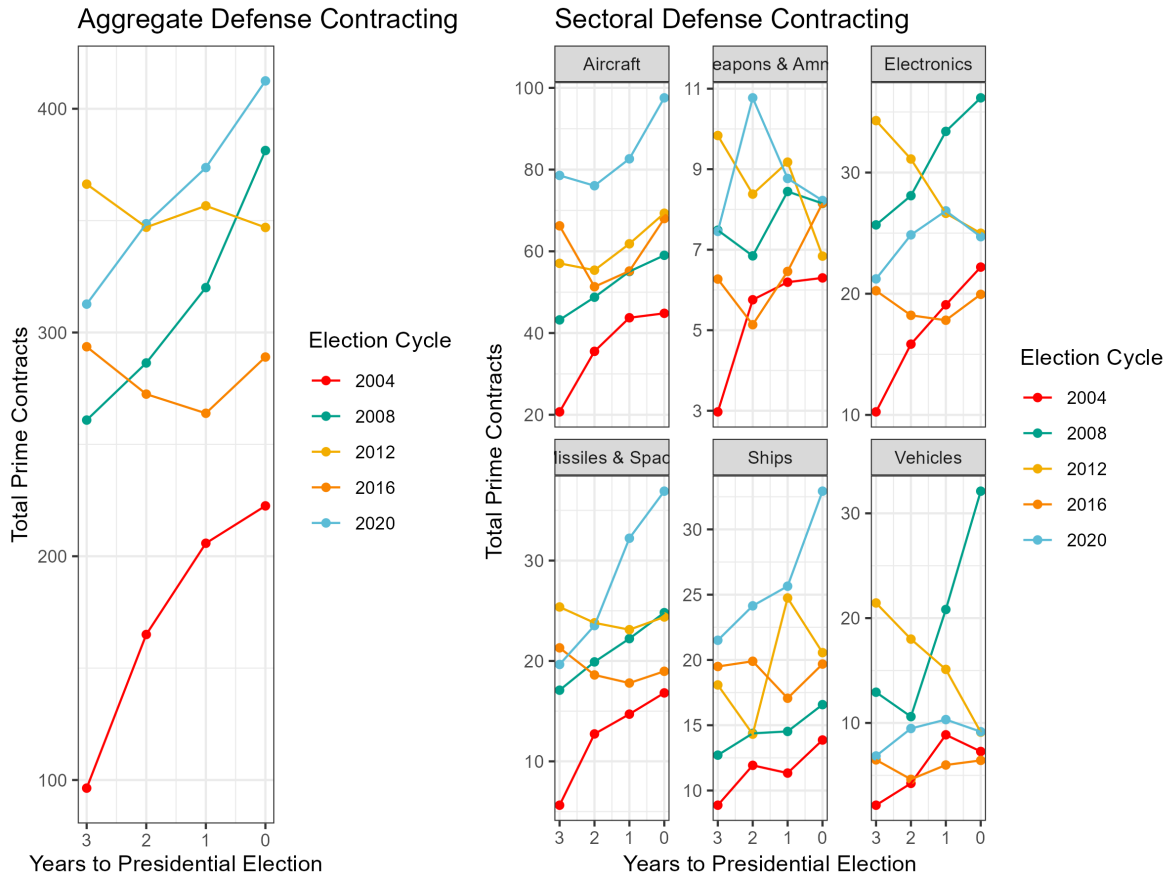 Aggregate Defense Contracting
Total Prime Contracts
400
300
200
100
3 2 1 0
Years to Presidential Election
Election Cycle
2004
2008
2012
2016
2020
Sectoral Defense Contracting
Total Prime Contracts
Aircraft
100
80
60
40
20
eapons & Amn
11
9
7
5
3
Electronics
30
20
10
lissiles & Spac
30
20
10
3 2 1 0
Ships
30
25
20
15
10
3 2 1 0
Vehicles
30
20
10
3 2 1 0
Years to Presidential Election
Election Cycle
2004
2008
2012
2016
2020